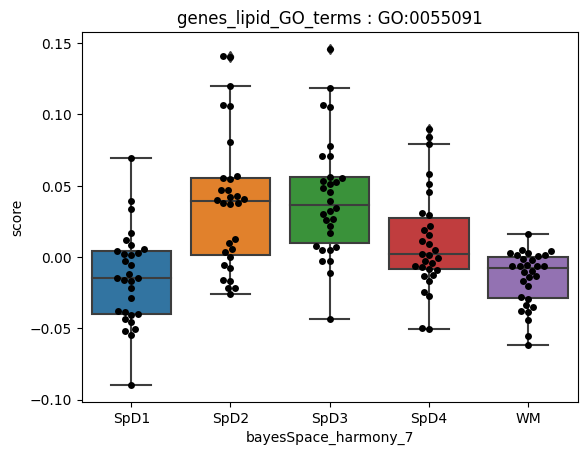 genes_lipid_GO_terms : GO:0055091
0.15
0.10
0.05
0.00
−0.05
−0.10
score
SpD1 SpD2 SpD3 SpD4 WM
bayesSpace_harmony_7